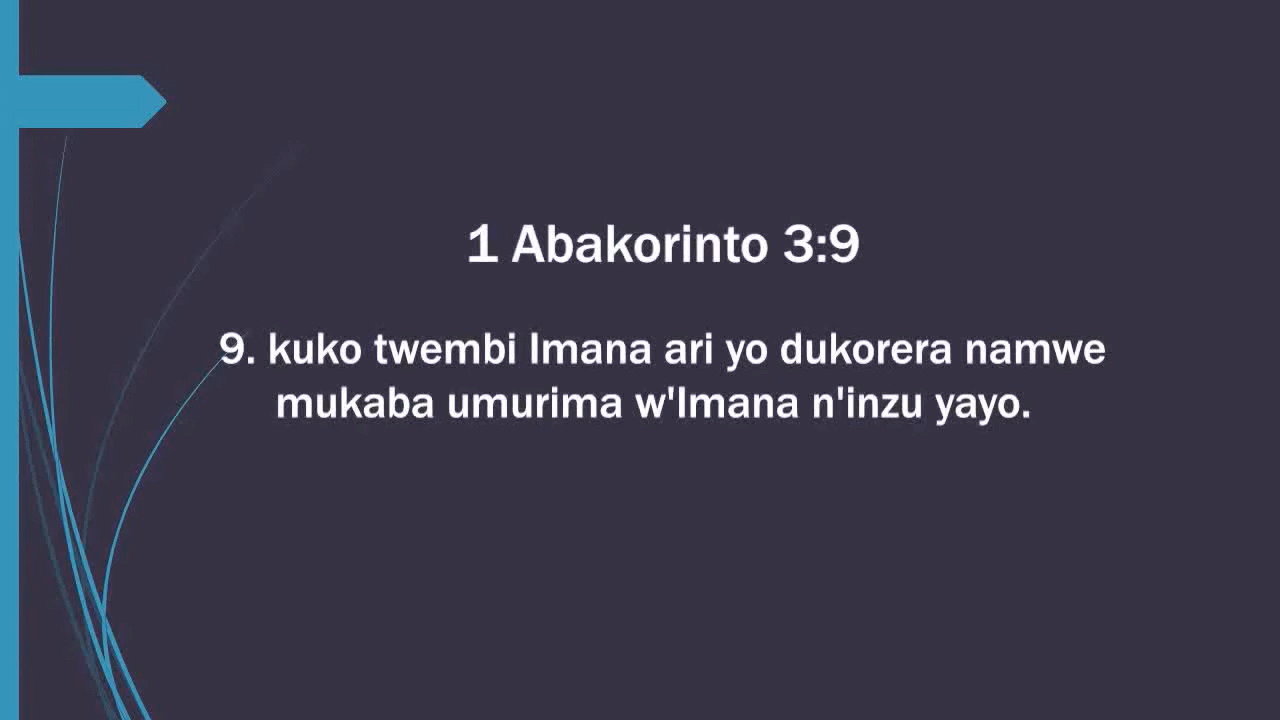 1 Abakorinto 3:9
9. kuko twembi Imana ari yo dukorera namwe
mukaba umurima w'Imana n'inzu yayo.